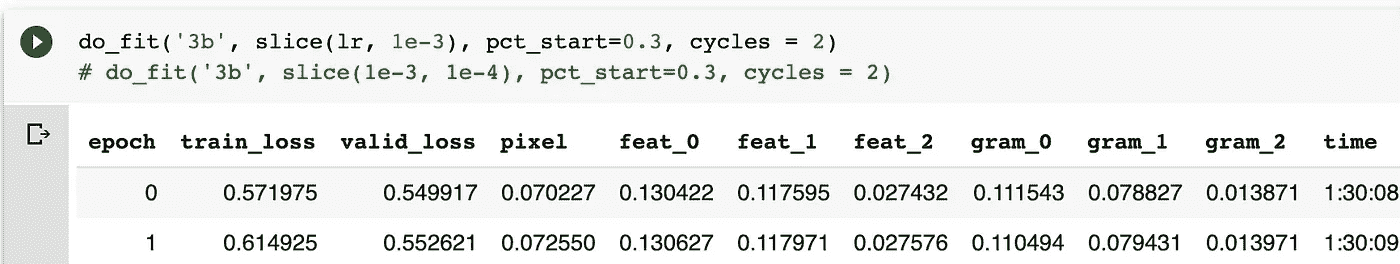 do_fit('3b', slice(lr, 1e-3), pct_start=0.3, cycles = 2)
# do_fit('3b', slice(1e-3, 1e-4), pct_start=0.3, cycles = 2)
epoch train_loss valid_loss pixel feat_0 feat_1 feat_2 gram_0 gram_1 gram_2 time
0 0.571975 0.549917 0.070227 0.130422 0.117595 0.027432 0.111543 0.078827 0.013871 1:30:08
1 0.614925 0.552621 0.072550 0.130627 0.117971 0.027576 0.110494 0.079431 0.013971 1:30:09